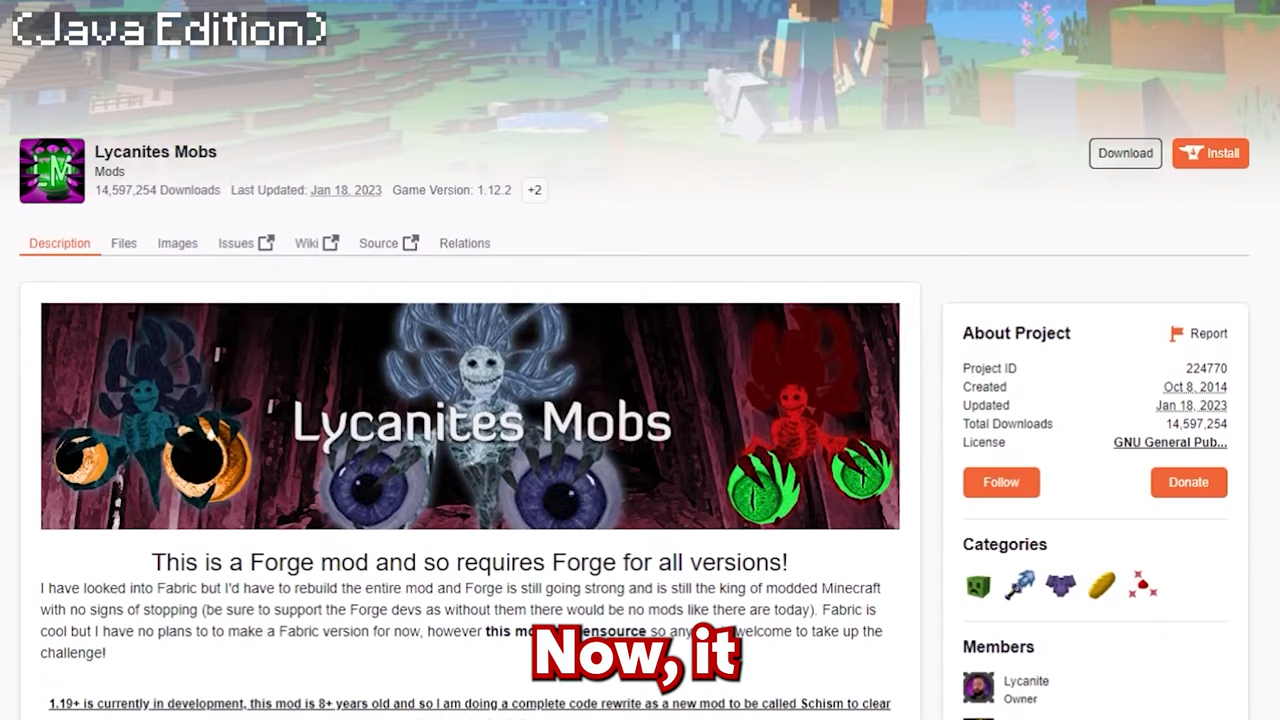 (Java Edition)
Lycanites Mobs
Mods
14,597,254 Downloads Last Updated: Jan 18, 2023 Game Version: 1.12.2 +2
Download Install
Description Files Images Issues Wiki Source Relations
Lycanites Mobs
This is a Forge mod and so requires Forge for all versions!
I have looked into Fabric but I'd have to rebuild the entire mod and Forge is still going strong and is still the king of modded Minecraft
with no signs of stopping (be sure to support the Forge devs as without them there would be no mods like there are today). Fabric is
cool but I have no plans to to make a Fabric version for now, however this so welcome to take up the
challenge!
1.19+ is currently in development, this mod is 8+ years old and so I am doing a complete code rewrite as a new mod to be called Schism to clear
Now, it
About Project Report
Project ID 224770
Created Oct 8, 2014
Updated Jan 18, 2023
Total Downloads 14,597,254
License GNU General Pub...
Follow Donate
Categories
Members
Lycanite
Owner